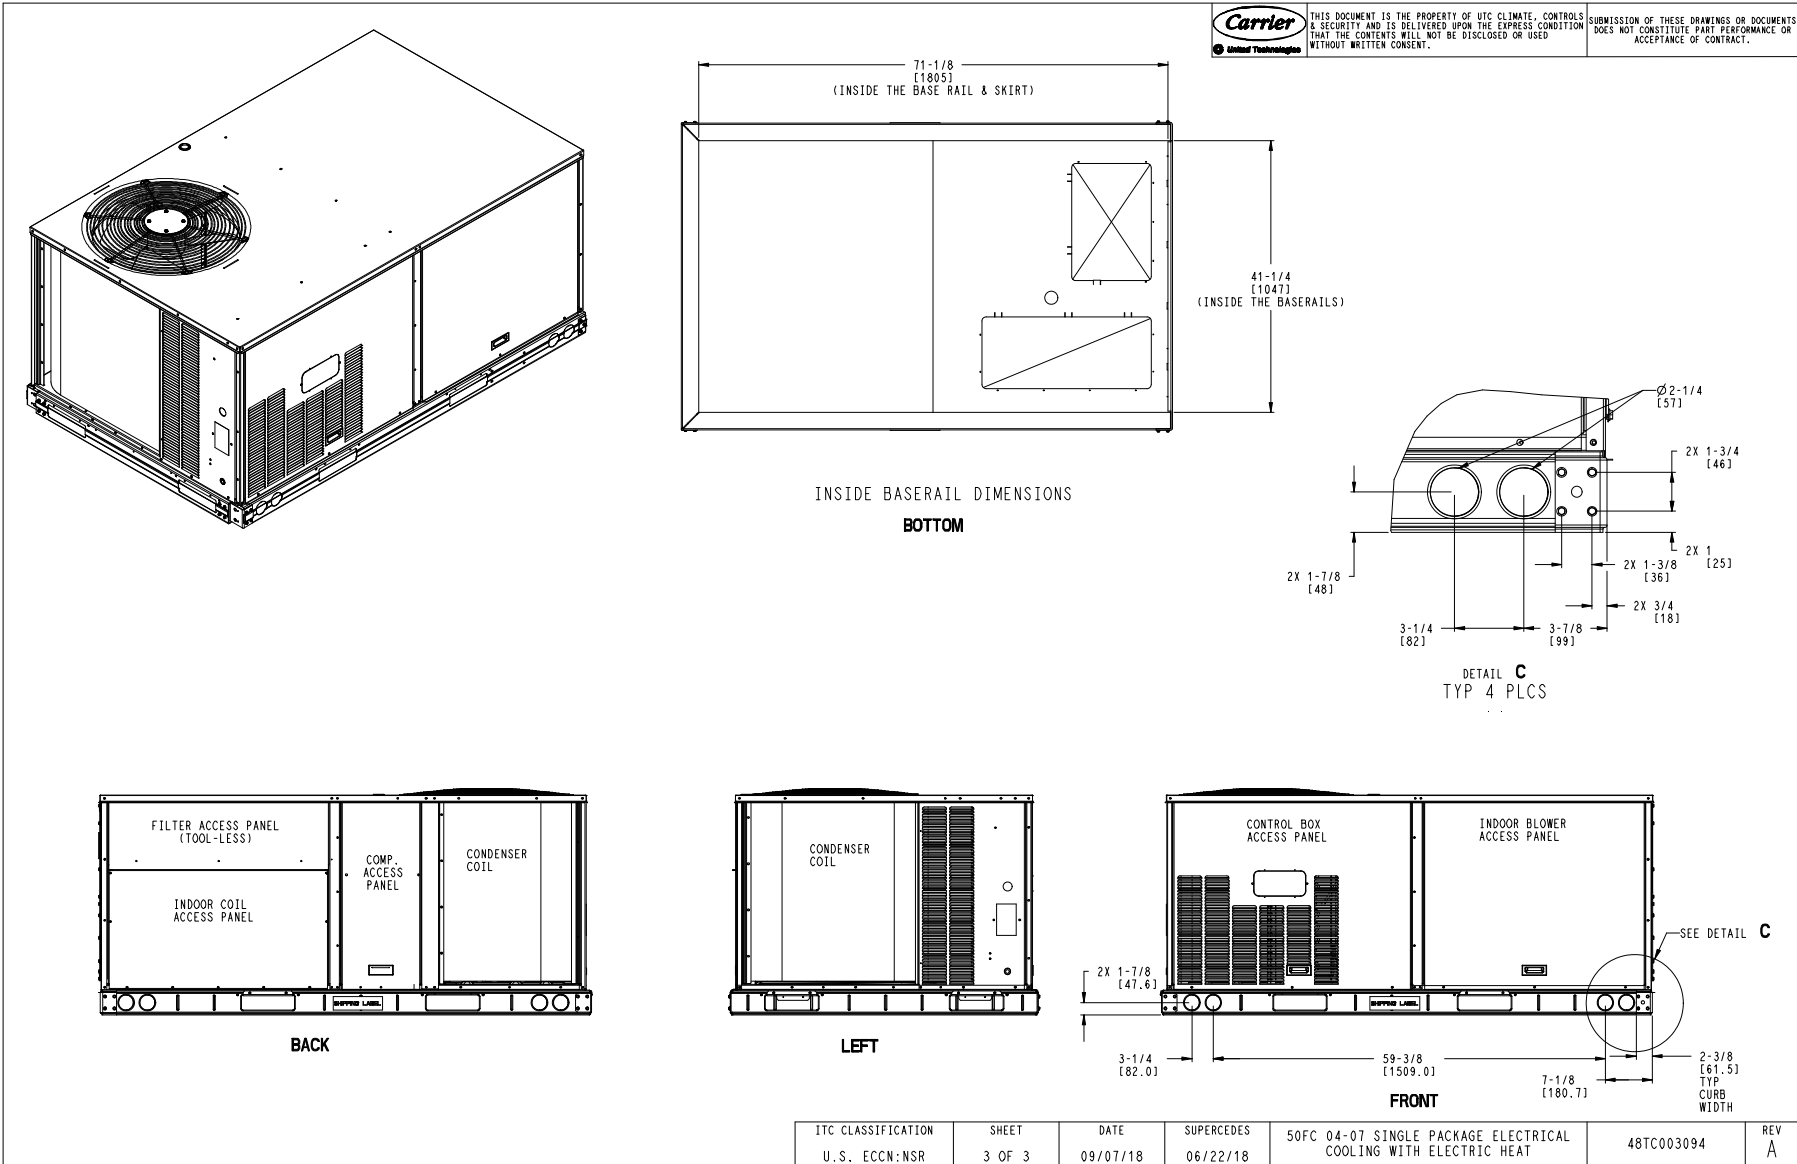 Carrier
United Technologies
THIS DOCUMENT IS THE PROPERTY OF UTC CLIMATE, CONTROLS
& SECURITY AND IS DELIVERED UPON THE EXPRESS CONDITION
THAT THE CONTENTS WILL NOT BE DISCLOSED OR USED
WITHOUT WRITTEN CONSENT.
SUBMISSION OF THESE DRAWINGS OR DOCUMENTS
DOES NOT CONSTITUTE PART PERFORMANCE OR
ACCEPTANCE OF CONTRACT.
71-1/8
[1805]
(INSIDE THE BASE RAIL & SKIRT)
41-1/4
[1047]
(INSIDE THE BASERAILS)
INSIDE BASERAIL DIMENSIONS
BOTTOM
Ø2-1/4
[57]
2X 1-3/4
[46]
2X 1
[25]
2X 1-3/8
[36]
2X 1-7/8
[48]
2X 3/4
[18]
3-1/4
[82]
3-7/8
[99]
DETAIL C
TYP 4 PLCS
FILTER ACCESS PANEL
(TOOL-LESS)
INDOOR COIL
ACCESS PANEL
COMP.
ACCESS
PANEL
CONDENSER
COIL
SHIPPING LABEL
BACK
CONDENSER
COIL
LEFT
CONTROL BOX
ACCESS PANEL
INDOOR BLOWER
ACCESS PANEL
SEE DETAIL C
2X 1-7/8
[47.6]
SHIPPING LABEL
3-1/4
[82.0]
59-3/8
[1509.0]
7-1/8
[180.7]
2-3/8
[61.5]
TYP
CURB
WIDTH
FRONT
ITC CLASSIFICATION
U.S. ECCN:NSR
SHEET
3 OF 3
DATE
09/07/18
SUPERCEDES
06/22/18
50FC 04-07 SINGLE PACKAGE ELECTRICAL
COOLING WITH ELECTRIC HEAT
48TC003094
REV
A